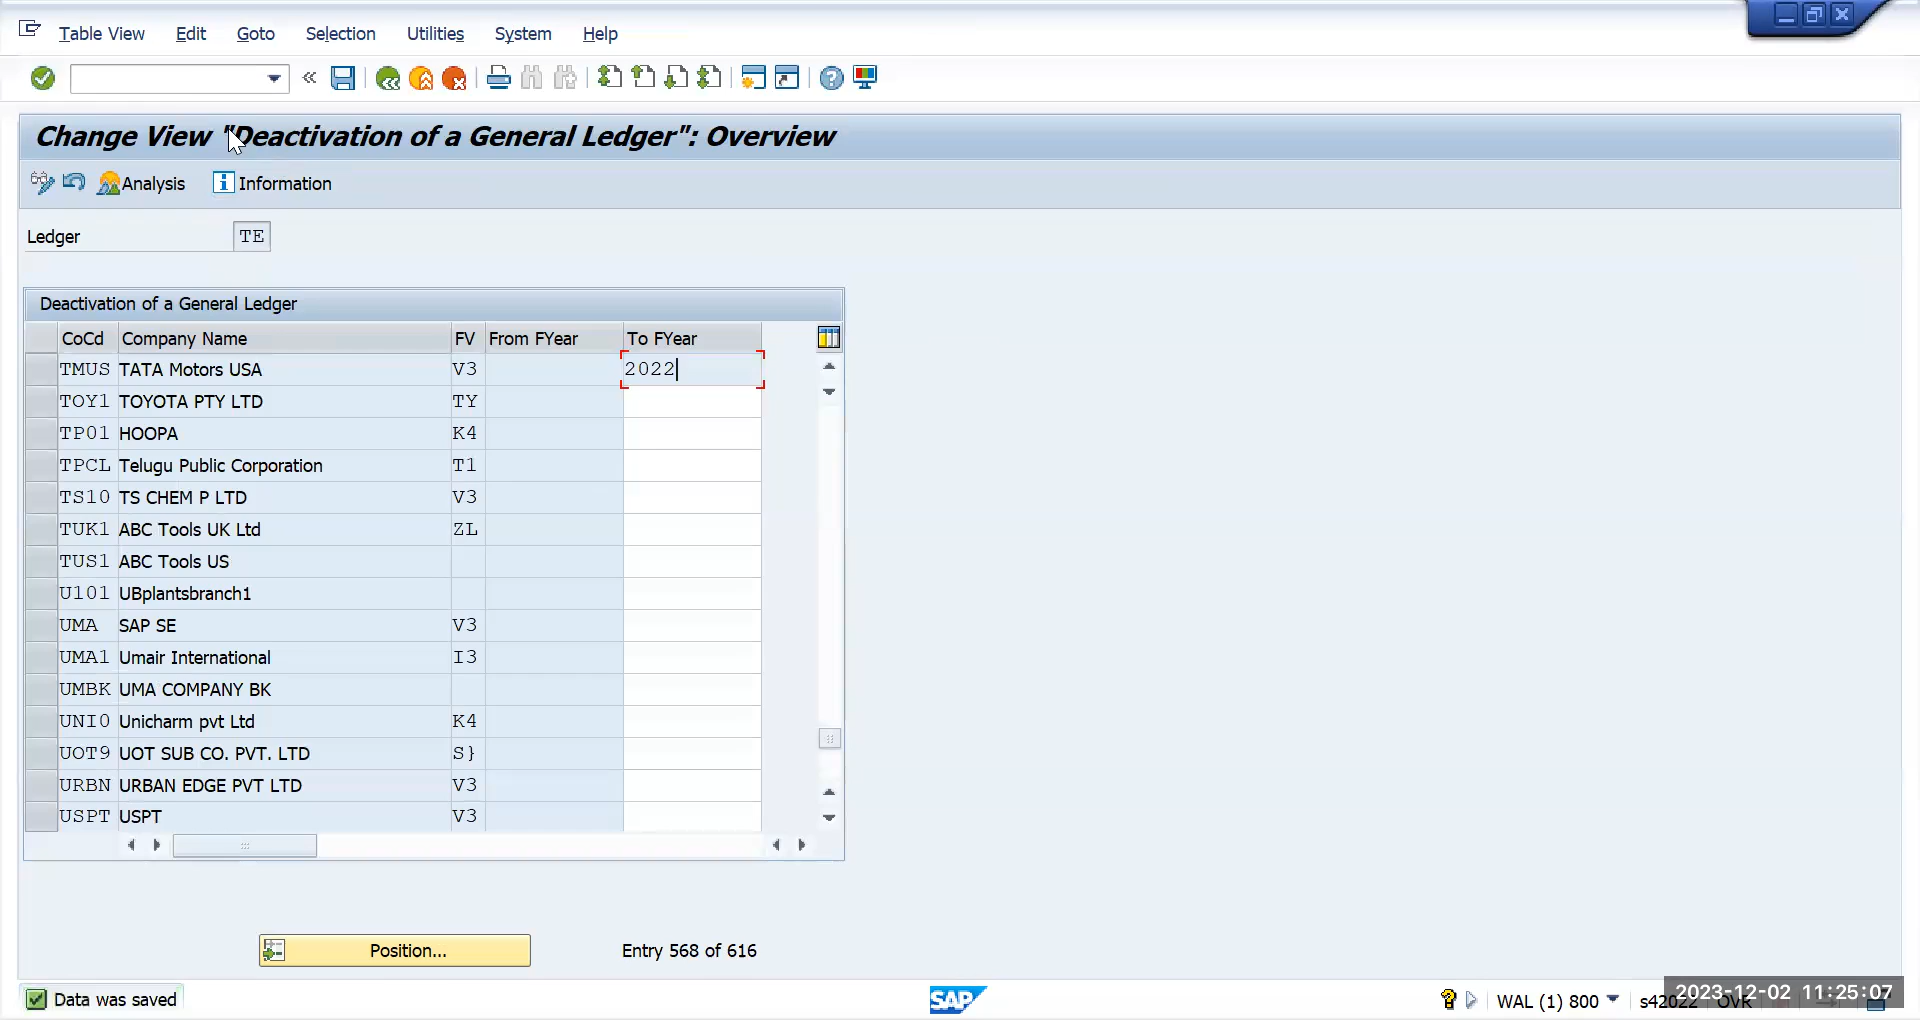 Table View Edit Goto Selection Utilities System Help
Change View "Deactivation of a General Ledger": Overview
Analysis Information
Ledger TE
Deactivation of a General Ledger
CoCd Company Name FV From FYear To FYear
TMUS TATA Motors USA V3 2022
TOY1 TOYOTA PTY LTD TY
TP01 HOOPA K4
TPCL Telugu Public Corporation T1
TS10 TS CHEM P LTD V3
TUK1 ABC Tools UK Ltd ZL
TUS1 ABC Tools US
U101 UBplantsbranch1
UMA SAP SE V3
UMA1 Umair International I3
UMBK UMA COMPANY BK
UNI0 Unicharm pvt Ltd K4
UOT9 UOT SUB CO. PVT. LTD S}
URBN URBAN EDGE PVT LTD V3
USPT USPT V3
Position... Entry 568 of 616
Data was saved SAP WAL (1) 800 s42022 OVR
2023-12-02 11:25:07